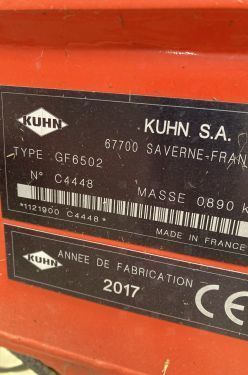 KUHN KUHN S.A.
67700 SAVERNE-FRAN
TYPE GF6502
N° C4448 MASSE 0890 k
*1121900 C4448*
MADE IN FRANCE
KUHN ANNEE DE FABRICATION
2017 CE